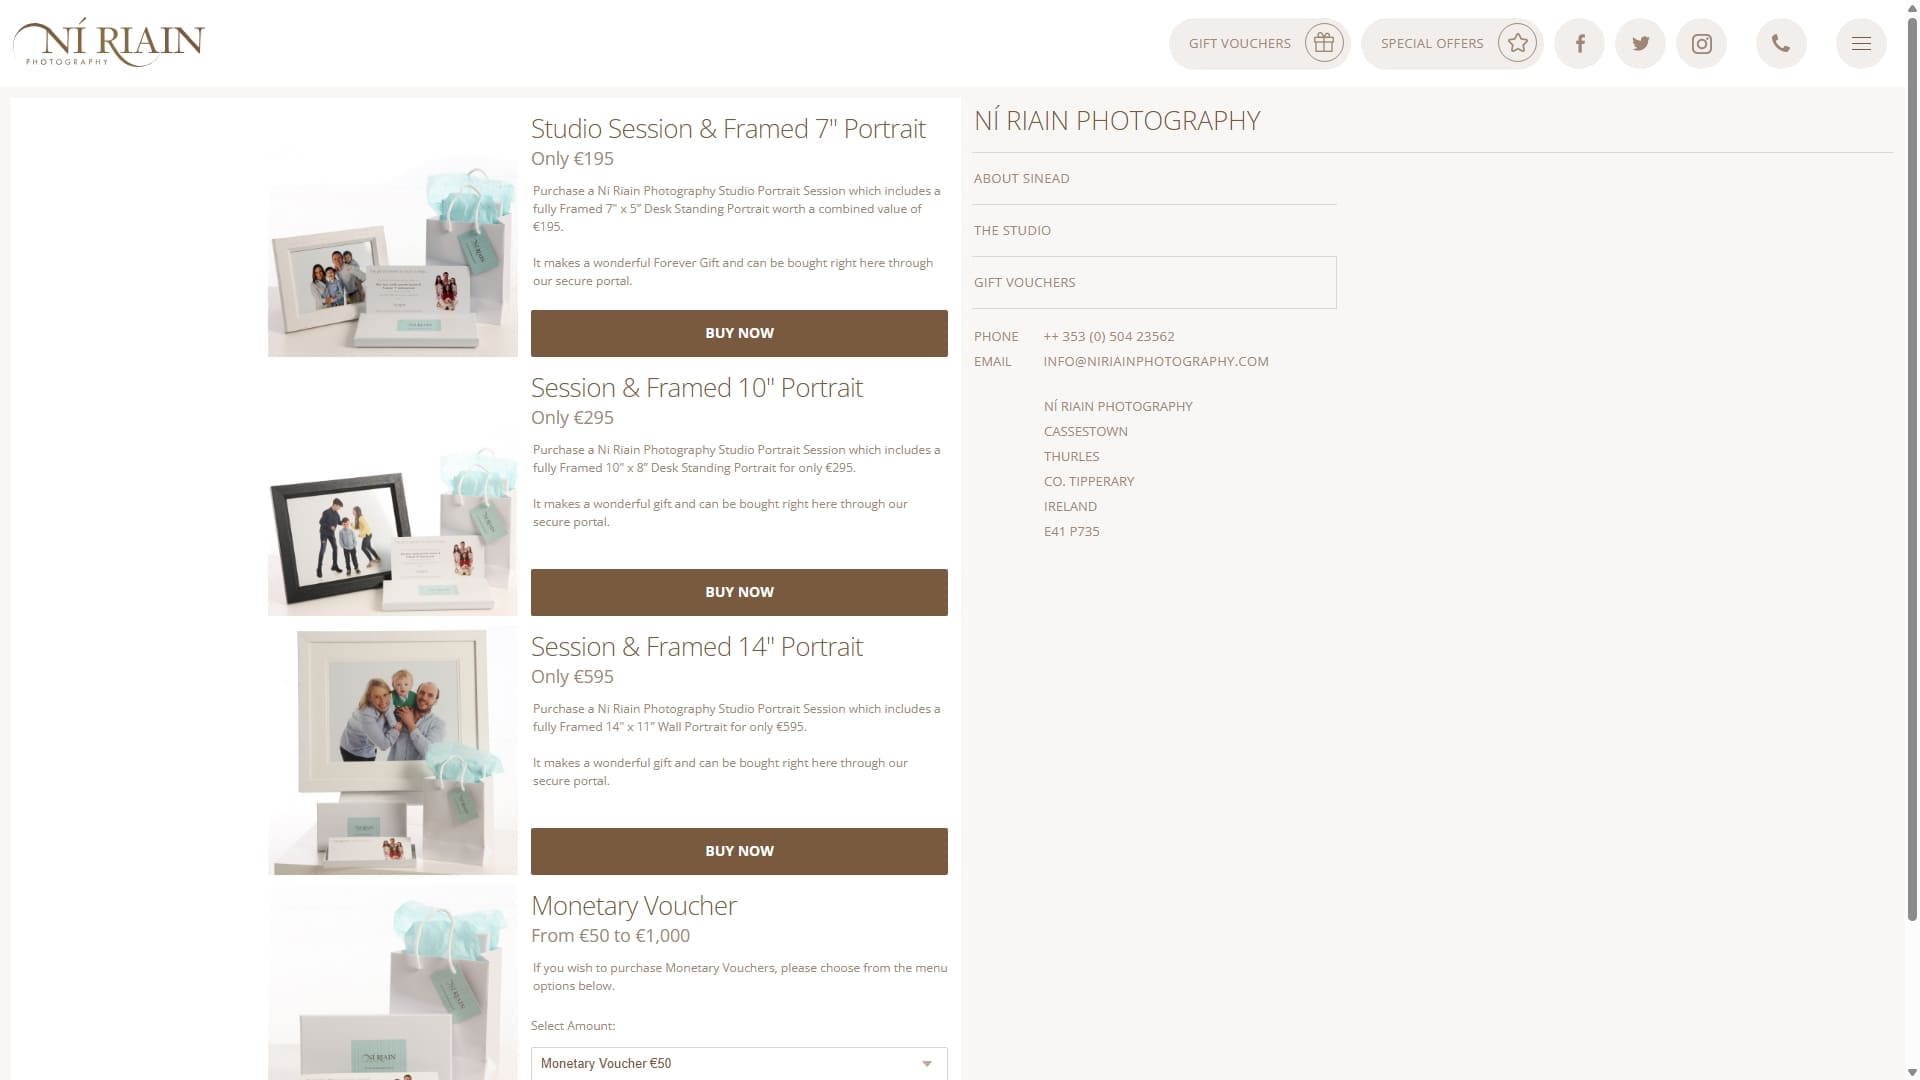 NÍ RIAIN
PHOTOGRAPHY
GIFT VOUCHERS
SPECIAL OFFERS
Studio Session & Framed 7" Portrait
Only €195
Purchase a Ní Riain Photography Studio Portrait Session which includes a
fully Framed 7" x 5” Desk Standing Portrait worth a combined value of
€195.
It makes a wonderful Forever Gift and can be bought right here through
our secure portal.
BUY NOW
Session & Framed 10" Portrait
Only €295
Purchase a Ní Riain Photography Studio Portrait Session which includes a
fully Framed 10" x 8” Desk Standing Portrait for only €295.
It makes a wonderful gift and can be bought right here through our
secure portal.
BUY NOW
Session & Framed 14" Portrait
Only €595
Purchase a Ní Riain Photography Studio Portrait Session which includes a
fully Framed 14" x 11” Wall Portrait for only €595.
It makes a wonderful gift and can be bought right here through our
secure portal.
BUY NOW
NÍ RIAIN
Monetary Voucher
From €50 to €1,000
If you wish to purchase Monetary Vouchers, please choose from the menu
options below.
Select Amount:
Monetary Voucher €50
NÍ RIAIN PHOTOGRAPHY
ABOUT SINEAD
THE STUDIO
GIFT VOUCHERS
PHONE ++ 353 (0) 504 23562
EMAIL INFO@NIRIAINPHOTOGRAPHY.COM
NÍ RIAIN PHOTOGRAPHY
CASSESTOWN
THURLES
CO. TIPPERARY
IRELAND
E41 P735